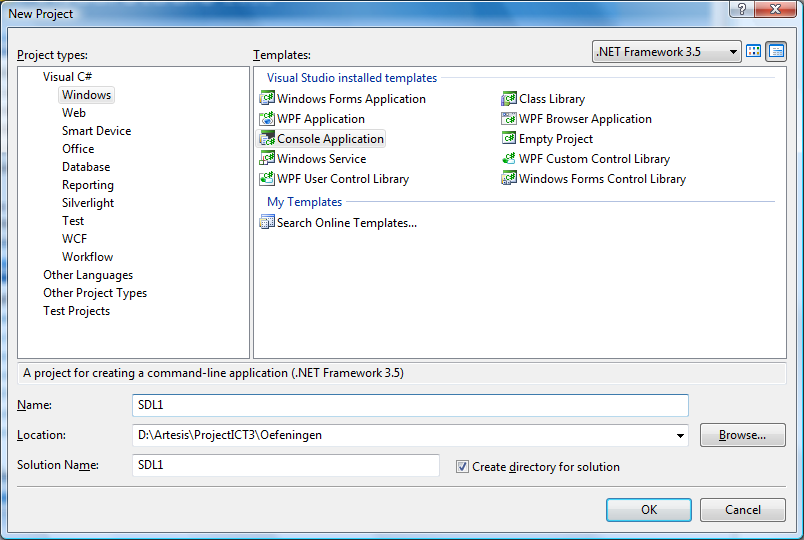 New Project
?
Project types:
Templates:
.NET Framework 3.5
Visual C#
Windows
Web
Smart Device
Office
Database
Reporting
Silverlight
Test
WCF
Workflow
Other Languages
Other Project Types
Test Projects
Visual Studio installed templates
Windows Forms Application
Class Library
WPF Application
WPF Browser Application
Console Application
Empty Project
Windows Service
WPF Custom Control Library
WPF User Control Library
Windows Forms Control Library
My Templates
Search Online Templates...
A project for creating a command-line application (.NET Framework 3.5)
Name:
SDL1
Location:
D:\Artesis\ProjectICT3\Oefeningen
Browse...
Solution Name:
SDL1
Create directory for solution
OK
Cancel